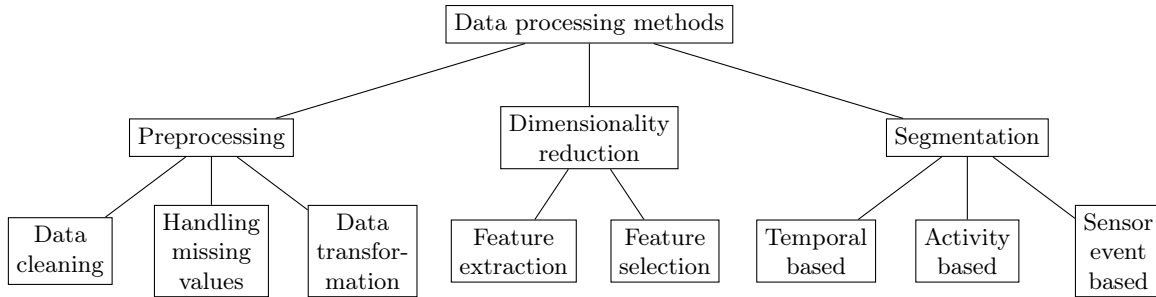 Data processing methods
Preprocessing
Dimensionality
reduction
Segmentation
Data
cleaning
Handling
missing
values
Data
transfor-
mation
Feature
extraction
Feature
selection
Temporal
based
Activity
based
Sensor
event
based